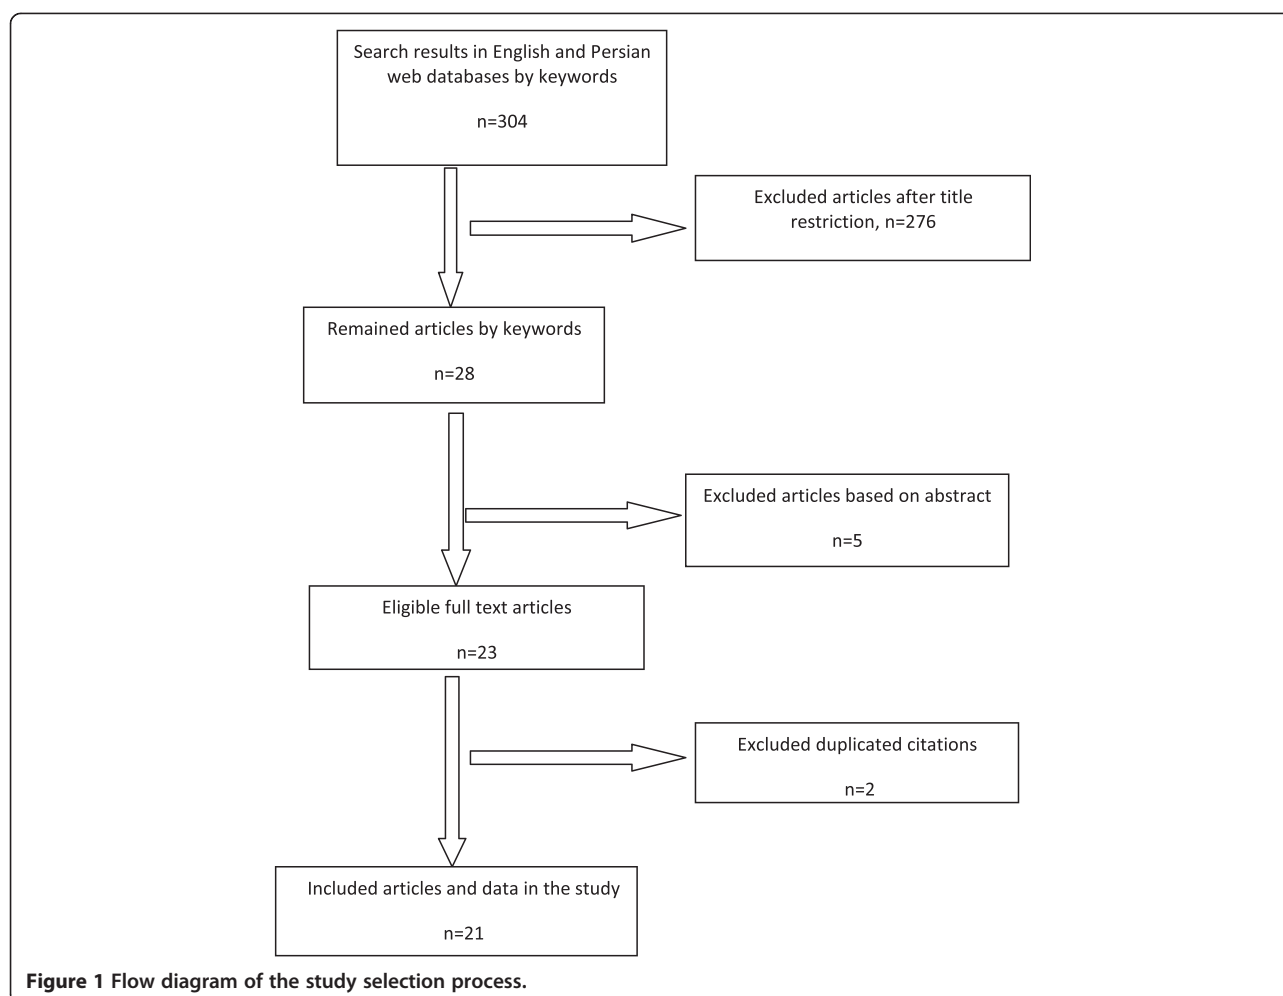 Search results in English and Persian
web databases by keywords
n=304
Excluded articles after title
restriction, n=276
Remained articles by keywords
n=28
Excluded articles based on abstract
n=5
Eligible full text articles
n=23
Excluded duplicated citations
n=2
Included articles and data in the study
n=21
Figure 1 Flow diagram of the study selection process.